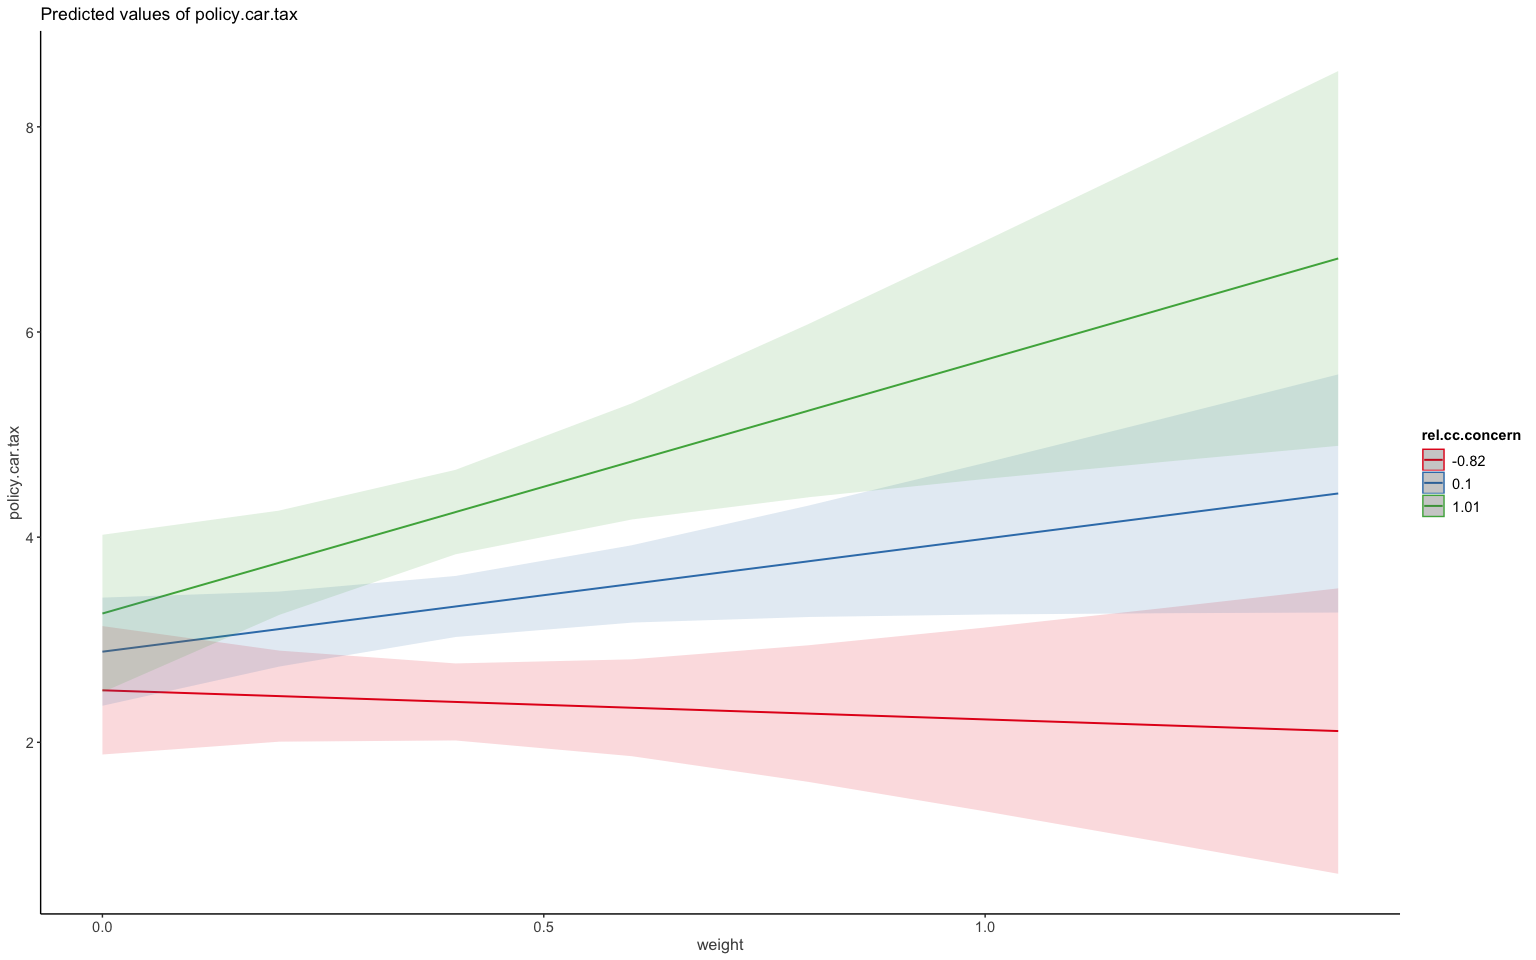 Predicted values of policy.car.tax
8
6
4
2
policy.car.tax
0.0
0.5
1.0
weight
rel.cc.concern
-0.82
0.1
1.01